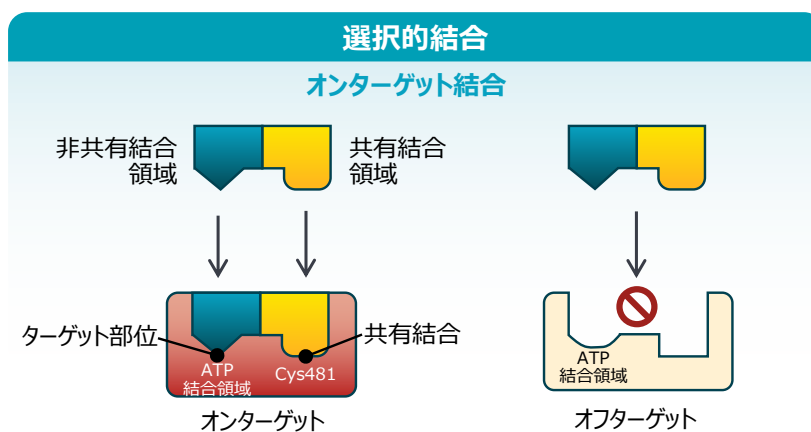 選択的結合
オンターゲット結合
非共有結合
領域
共有結合
領域
ターゲット部位
共有結合
ATP
結合領域
Cys481
オンターゲット
ATP
結合領域
オフターゲット